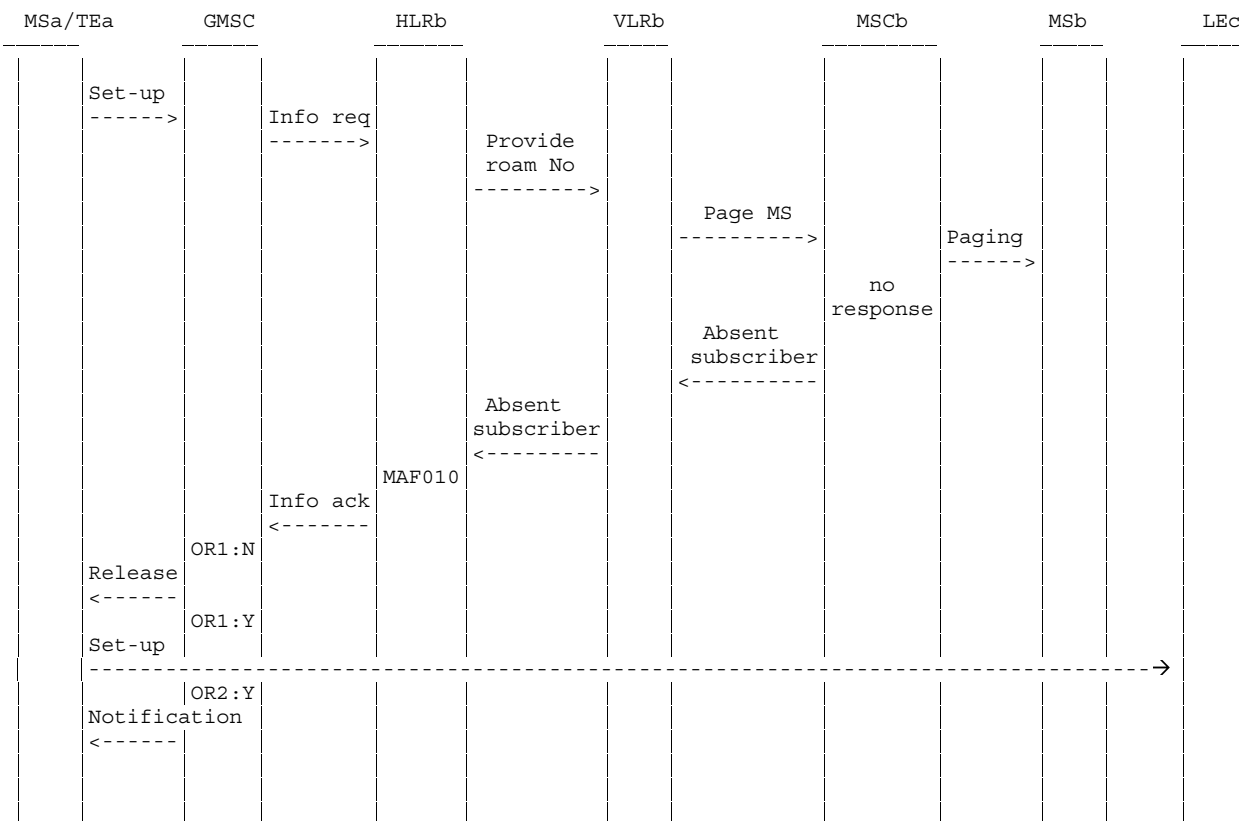 MSa/TEa GMSC HLRb VLRb MSCb MSb LEc
Set-up
------> Info req
-------> Provide
roam No
--------->
Page MS
----------> Paging
------>
no
response
Absent
subscriber
<----------
Absent
subscriber
<---------
MAF010
Info ack
<-------
OR1:N
Release
<------
OR1:Y
Set-up
OR2:Y
Notification
<------